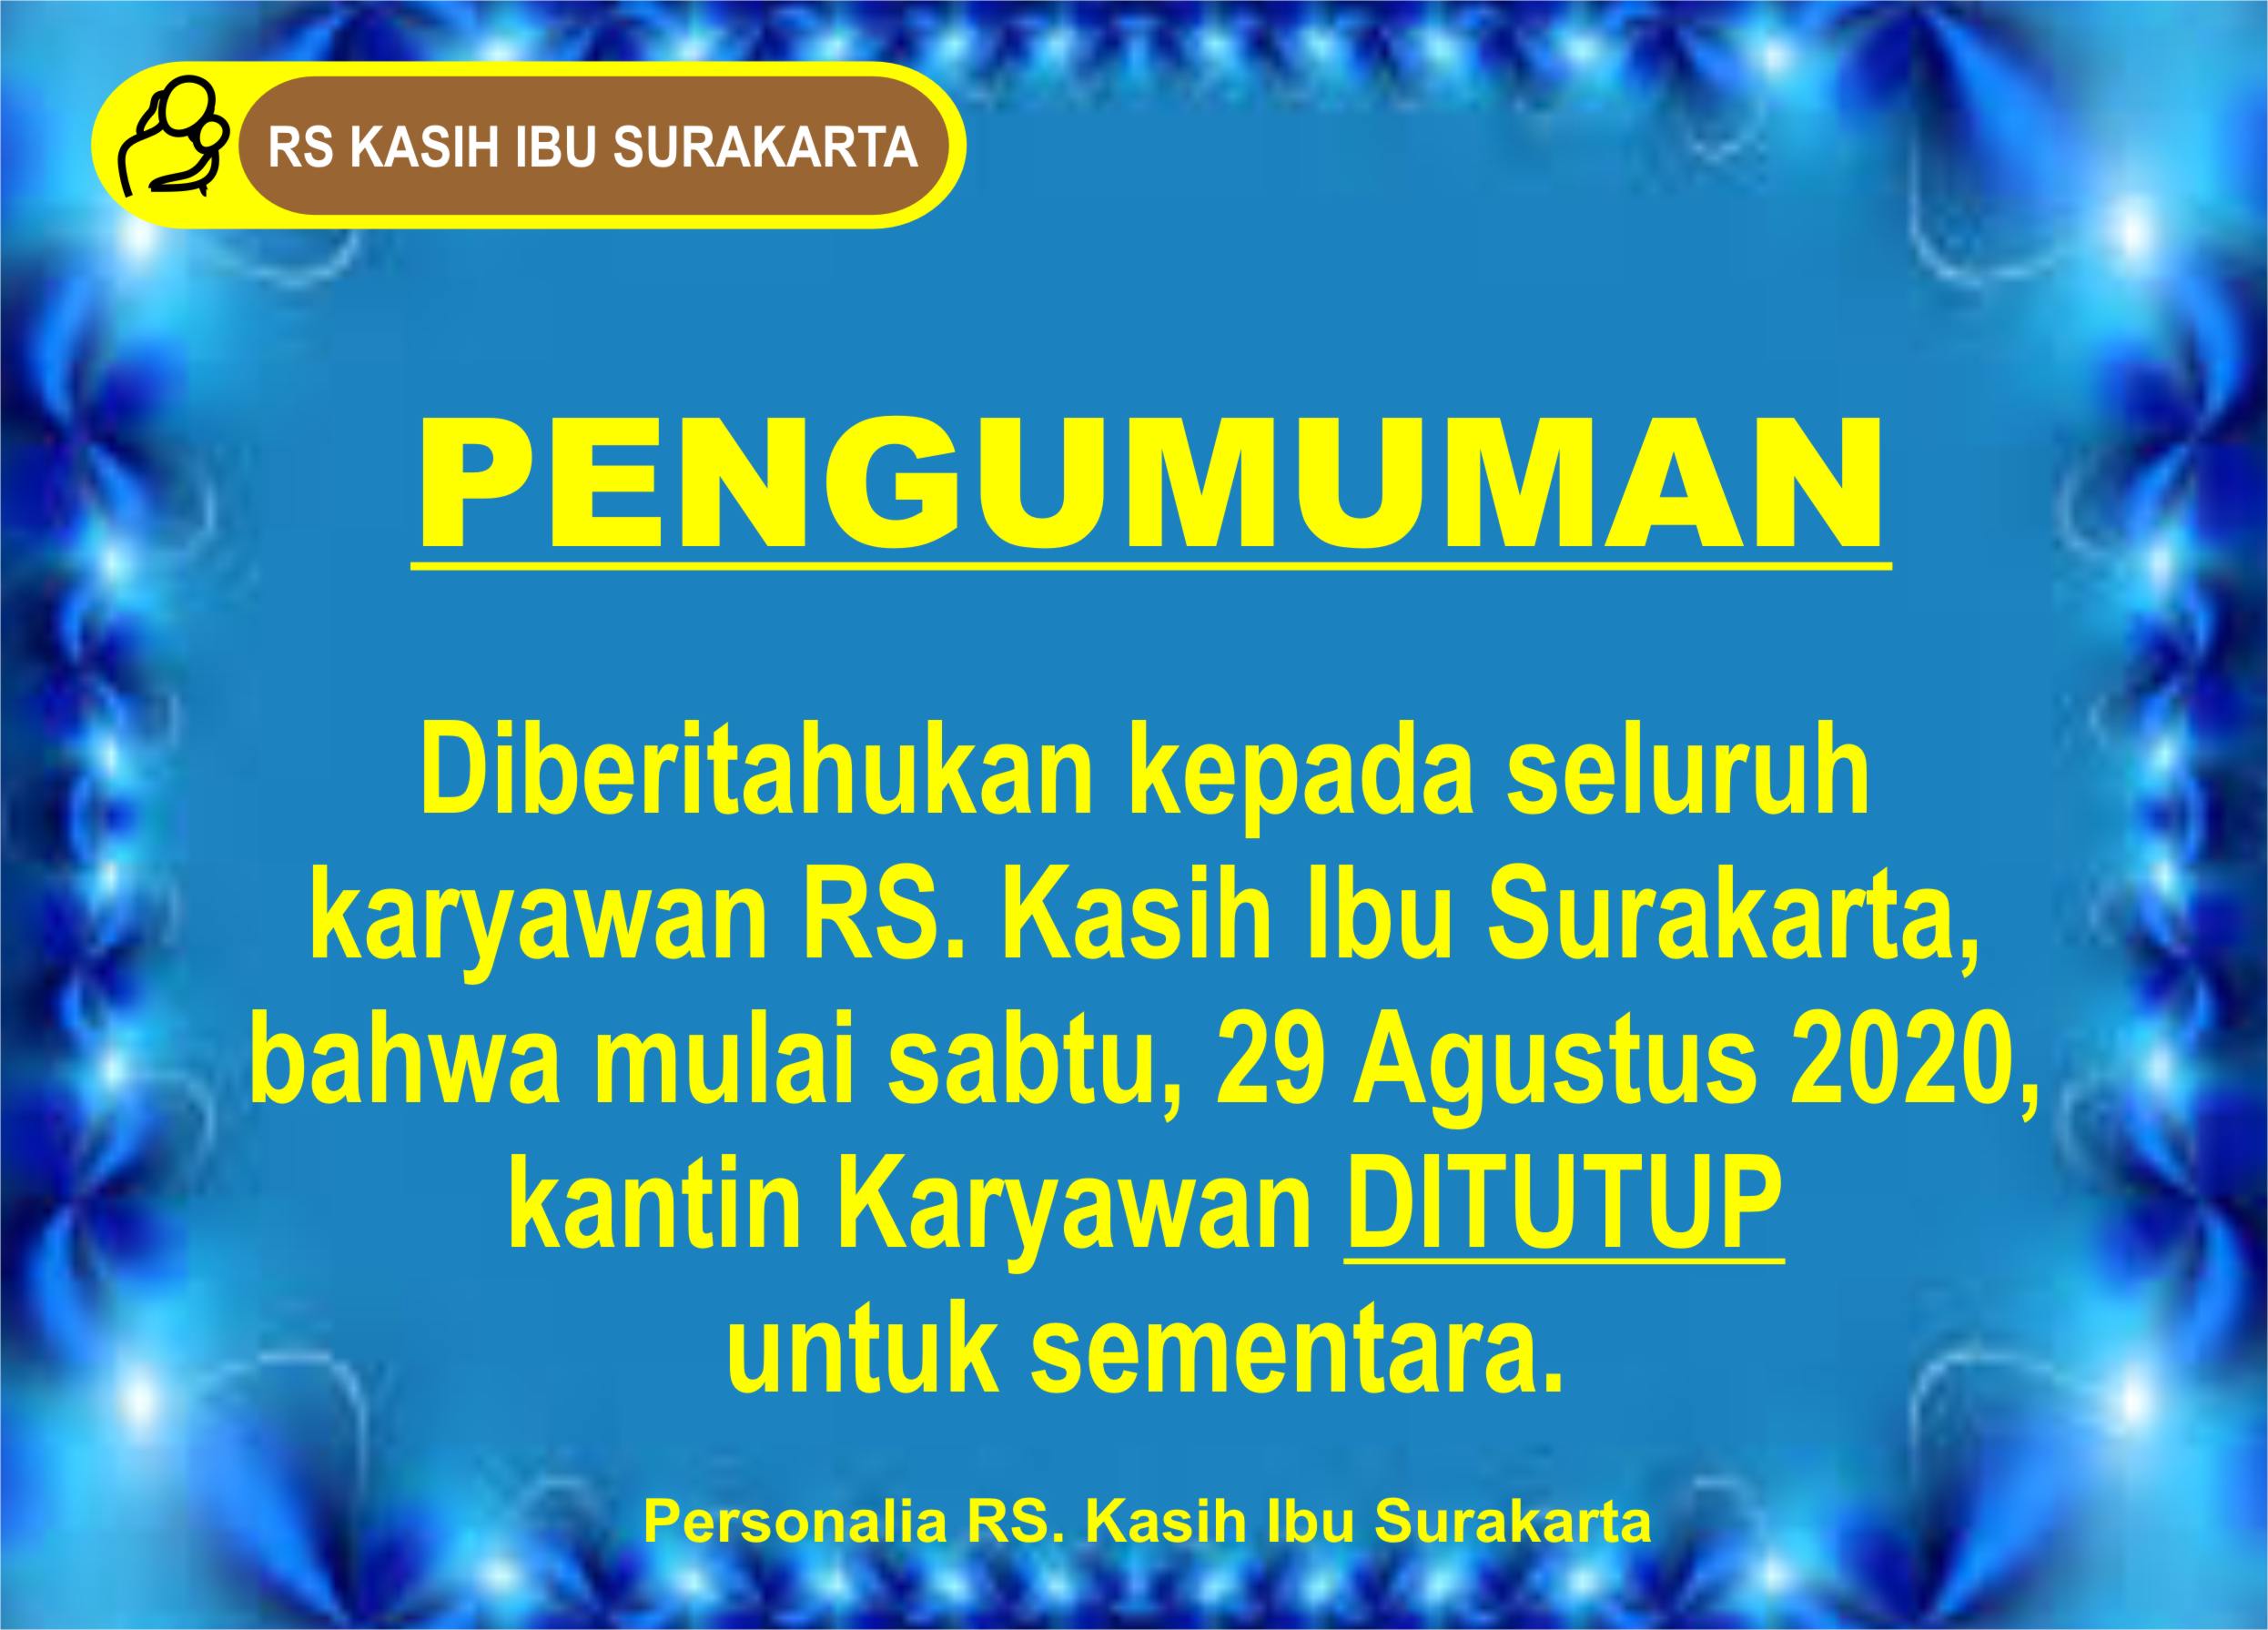 RS KASIH IBU SURAKARTA
PENGUMUMAN
Diberitahukan kepada seluruh
karyawan RS. Kasih Ibu Surakarta,
bahwa mulai sabtu, 29 Agustus 2020,
kantin Karyawan DITUTUP
untuk sementara.
Personalia RS. Kasih Ibu Surakarta